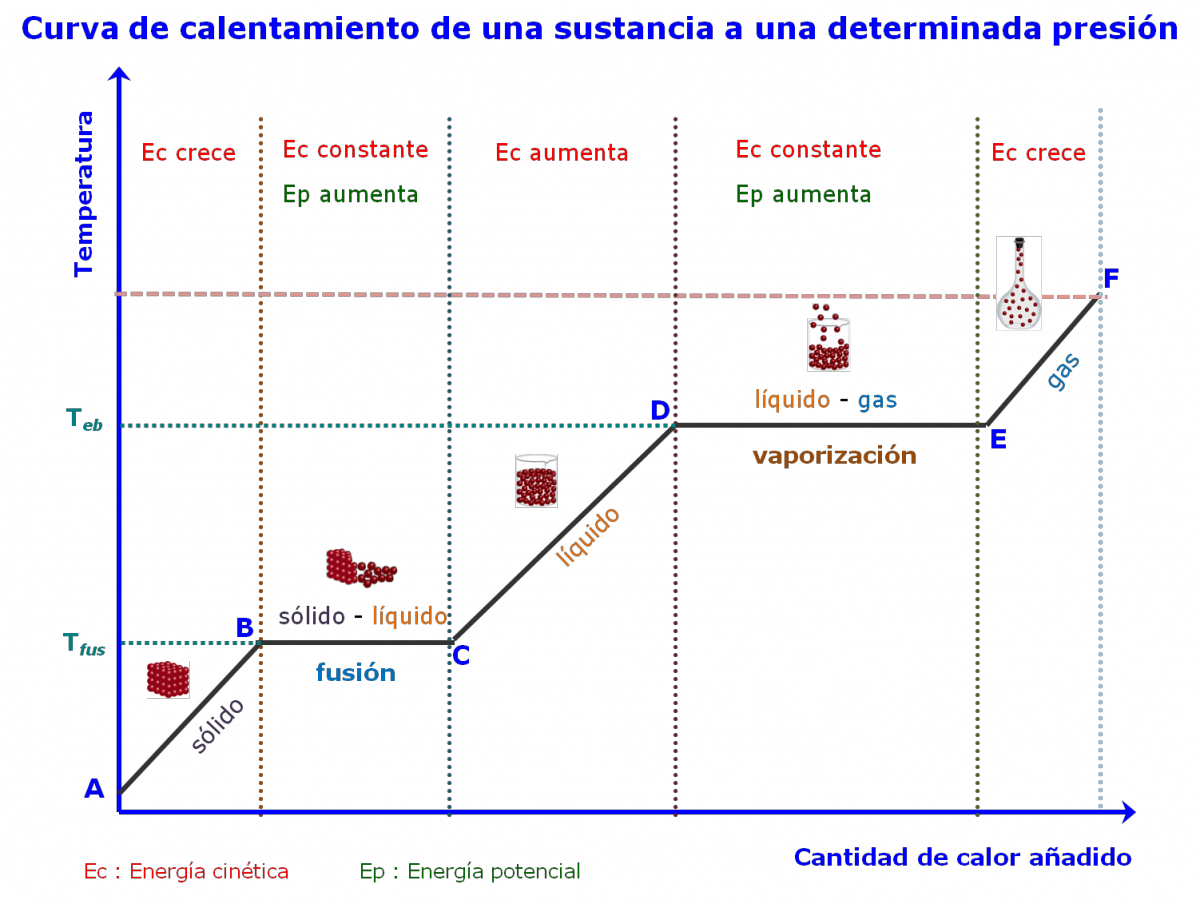 Curva de calentamiento de una sustancia a una determinada presión
Temperatura
Ec crece
Ec constante
Ep aumenta
Ec aumenta
Ec constante
Ep aumenta
Ec crece
F
gas
líquido - gas
D
T eb
E
vaporización
líquido
sólido - líquido
B
T fus
C
fusión
sólido
A
Cantidad de calor añadido
Ec : Energía cinética
Ep : Energía potencial